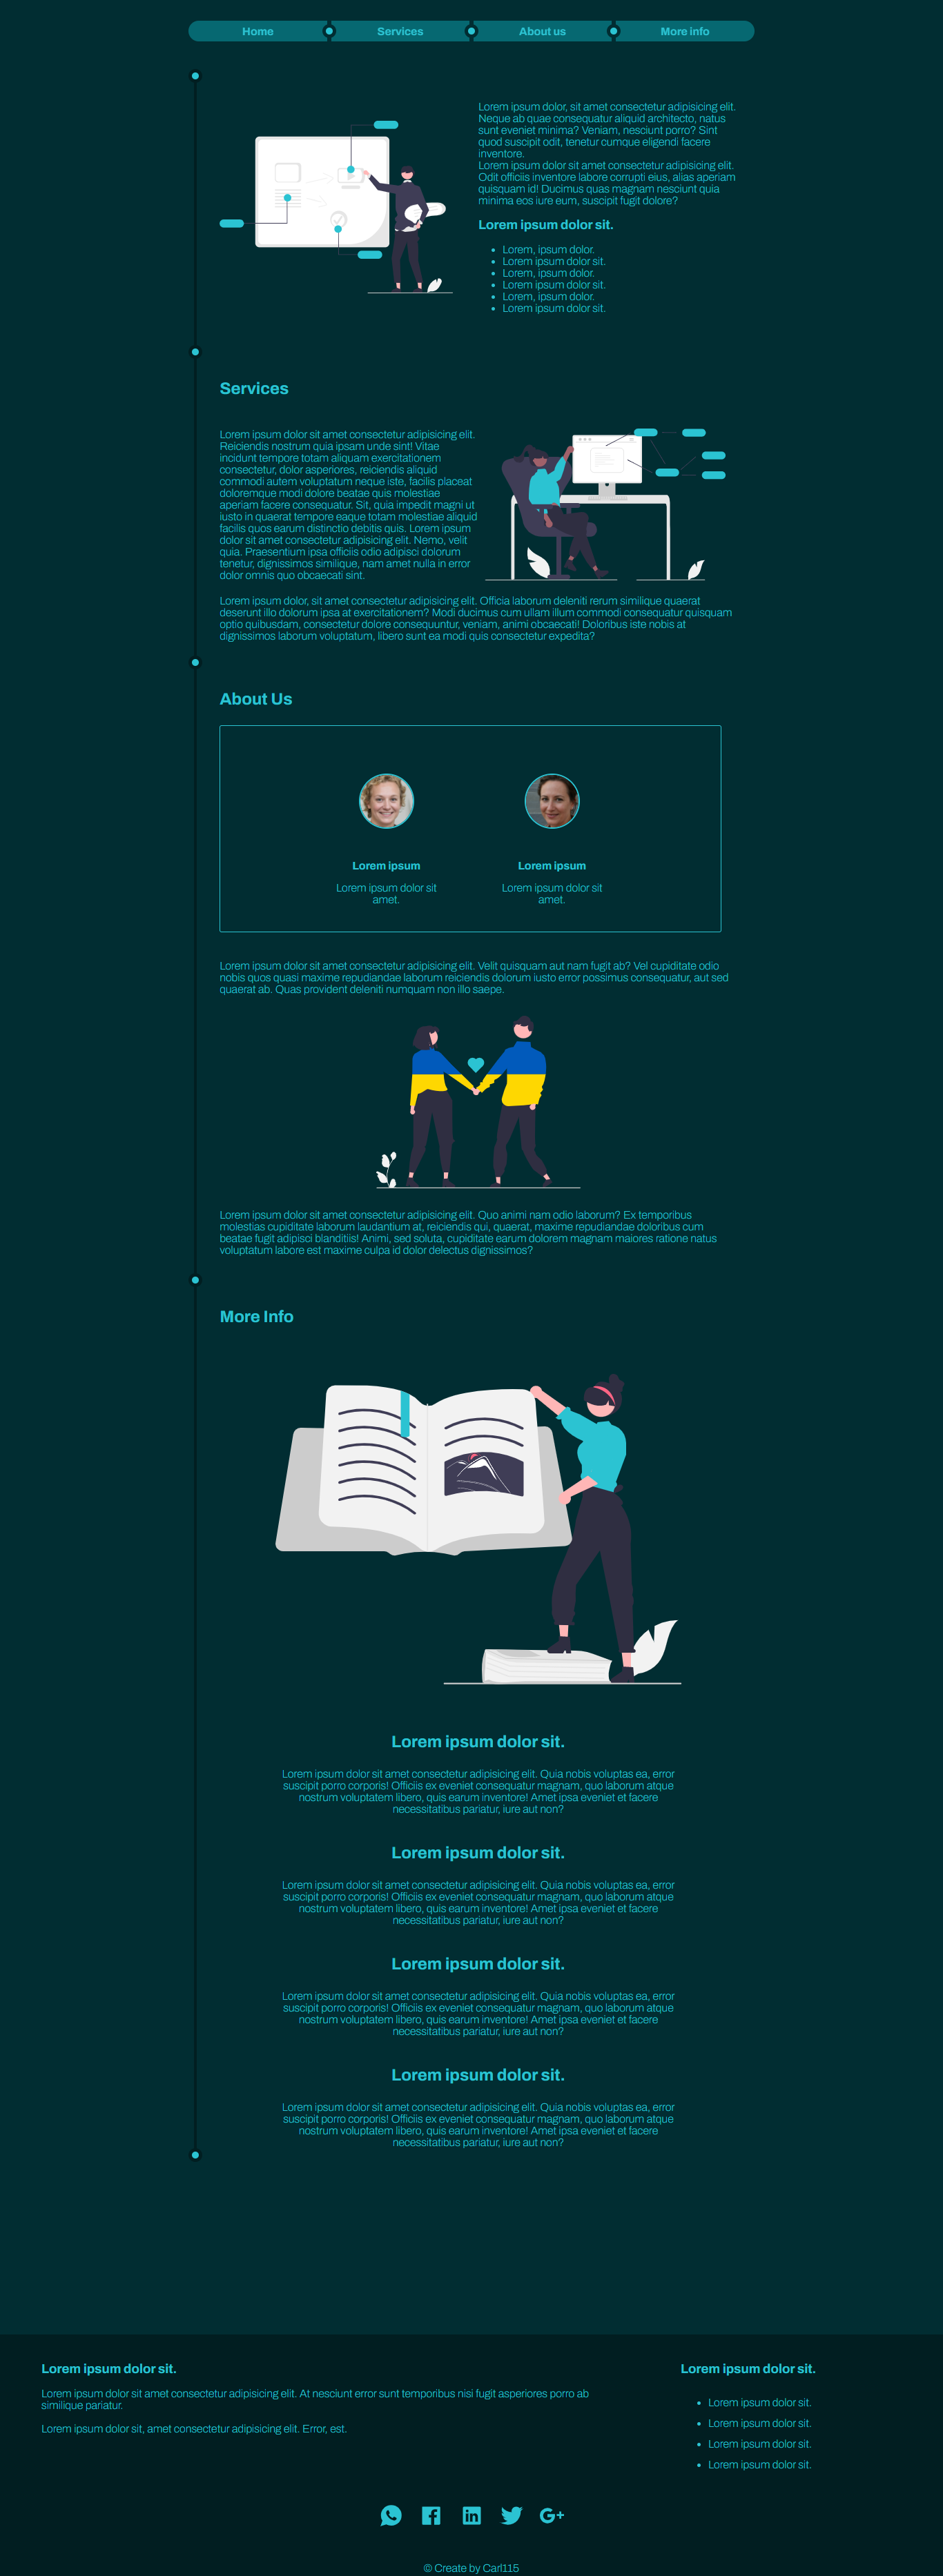 Home
Services
About us
More info
Lorem ipsum dolor, sit amet consectetur adipisicing elit.
Neque ab quae consequatur aliquid architecto, natus
sunt eveniet minima? Veniam, nesciunt porro? Sint
quod suscipit odit, tenetur cumque eligendi facere
inventore.
Lorem ipsum dolor sit amet consectetur adipisicing elit.
Odit officiis inventore labore corrupti eius, alias aperiam
quisquam id! Ducimus quas magnam nesciunt quia
minima eos iure eum, suscipit fugit dolore?
Lorem ipsum dolor sit.
Lorem, ipsum dolor.
Lorem ipsum dolor sit.
Lorem, ipsum dolor.
Lorem ipsum dolor sit.
Lorem, ipsum dolor.
Lorem ipsum dolor sit.
Services
Lorem ipsum dolor sit amet consectetur adipisicing elit.
Reiciendis nostrum quia ipsam unde sint! Vitae
incidunt tempore totam aliquam exercitationem
consectetur, dolor asperiores, reiciendis aliquid
commodi autem voluptatum neque iste, facilis placeat
doloremque modi dolore beatae quis molestiae
aperiam facere consequatur. Sit, quia impedit magni ut
iusto in quaerat tempore eaque totam molestiae aliquid
facilis quos earum distinctio debitis quis. Lorem ipsum
dolor sit amet consectetur adipisicing elit. Nemo, velit
quia. Praesentium ipsa officiis odio adipisci dolorum
tenetur, dignissimos similique, nam amet nulla in error
dolor omnis quo obcaecati sint.
Lorem ipsum dolor, sit amet consectetur adipisicing elit. Officia laborum deleniti rerum similique quaerat
deserunt illo dolorum ipsa at exercitationem? Modi ducimus cum ullam illum commodi consequatur quisquam
optio quibusdam, consectetur dolore consequuntur, veniam, animi obcaecati! Doloribus iste nobis at
dignissimos laborum voluptatum, libero sunt ea modi quis consectetur expedita?
About Us
Lorem ipsum
Lorem ipsum dolor sit
amet.
Lorem ipsum
Lorem ipsum dolor sit
amet.
Lorem ipsum dolor sit amet consectetur adipisicing elit. Velit quisquam aut nam fugit ab? Vel cupiditate odio
nobis quos quasi maxime repudiandae laborum reiciendis dolorum iusto error possimus consequatur, aut sed
quaerat ab. Quas provident deleniti numquam non illo saepe.
Lorem ipsum dolor sit amet consectetur adipisicing elit. Quo animi nam odio laborum? Ex temporibus
molestias cupiditate laborum laudantium at, reiciendis qui, quaerat, maxime repudiandae doloribus cum
beatae fugit adipisci blanditiis! Animi, sed soluta, cupiditate earum dolorem magnam maiores ratione natus
voluptatum labore est maxime culpa id dolor delectus dignissimos?
More Info
Lorem ipsum dolor sit.
Lorem ipsum dolor sit amet consectetur adipisicing elit. Quia nobis voluptas ea, error
suscipit porro corporis! Officiis ex eveniet consequatur magnam, quo laborum atque
nostrum voluptatem libero, quis earum inventore! Amet ipsa eveniet et facere
necessitatibus pariatur, iure aut non?
Lorem ipsum dolor sit.
Lorem ipsum dolor sit amet consectetur adipisicing elit. Quia nobis voluptas ea, error
suscipit porro corporis! Officiis ex eveniet consequatur magnam, quo laborum atque
nostrum voluptatem libero, quis earum inventore! Amet ipsa eveniet et facere
necessitatibus pariatur, iure aut non?
Lorem ipsum dolor sit.
Lorem ipsum dolor sit amet consectetur adipisicing elit. Quia nobis voluptas ea, error
suscipit porro corporis! Officiis ex eveniet consequatur magnam, quo laborum atque
nostrum voluptatem libero, quis earum inventore! Amet ipsa eveniet et facere
necessitatibus pariatur, iure aut non?
Lorem ipsum dolor sit.
Lorem ipsum dolor sit amet consectetur adipisicing elit. Quia nobis voluptas ea, error
suscipit porro corporis! Officiis ex eveniet consequatur magnam, quo laborum atque
nostrum voluptatem libero, quis earum inventore! Amet ipsa eveniet et facere
necessitatibus pariatur, iure aut non?
Lorem ipsum dolor sit.
Lorem ipsum dolor sit amet consectetur adipisicing elit. At nesciunt error sunt temporibus nisi fugit asperiores porro ab
similique pariatur.
Lorem ipsum dolor sit, amet consectetur adipisicing elit. Error, est.
Lorem ipsum dolor sit.
Lorem ipsum dolor sit.
Lorem ipsum dolor sit.
Lorem ipsum dolor sit.
Lorem ipsum dolor sit.
© Create by Carl115